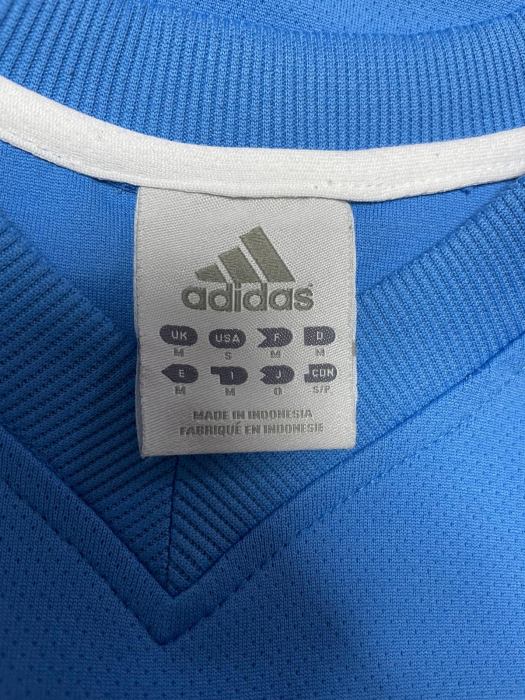 adidas
UK USA F D
M S M M
E I J CDN
M M O S/P
MADE IN INDONESIA
FABRIQUÉ EN INDONESIE